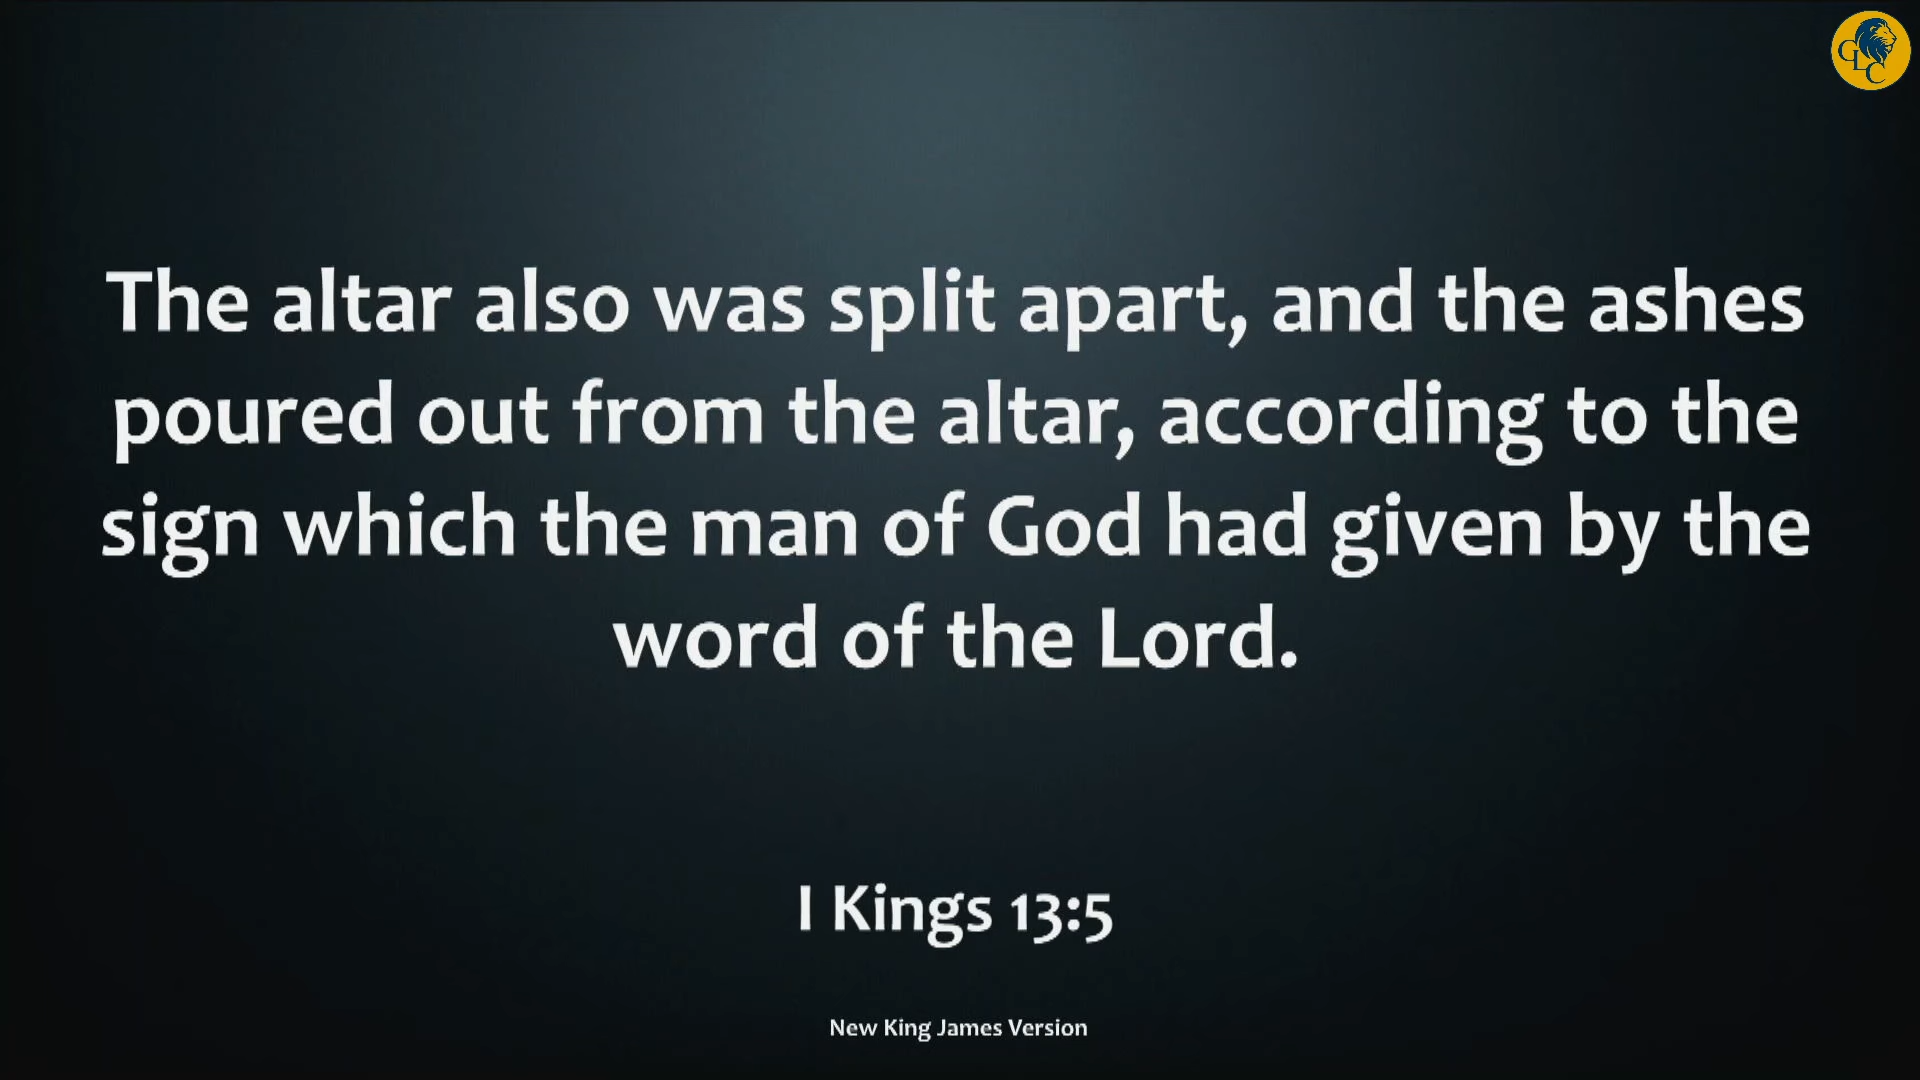 GLC
The altar also was split apart, and the ashes
poured out from the altar, according to the
sign which the man of God had given by the
word of the Lord.
I Kings 13:5
New King James Version